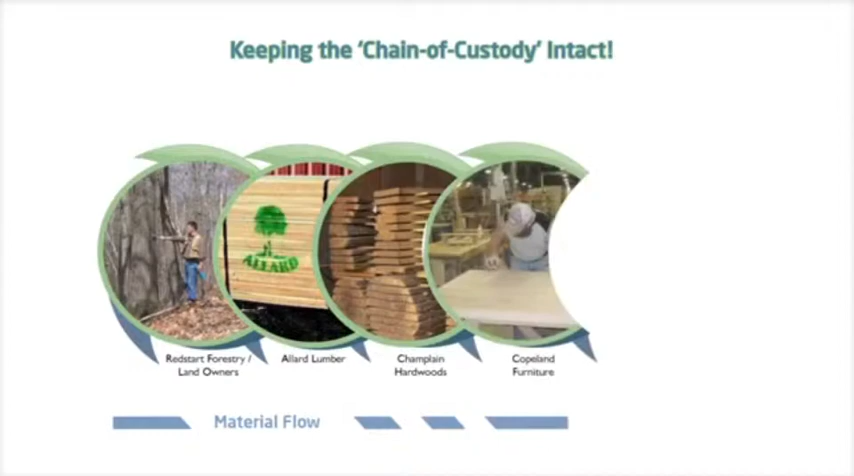 Keeping the 'Chain-of-Custody' Intact!
ALLARD
Redstart Forestry /
Land Owners
Allard Lumber
Champlain
Hardwoods
Copeland
Furniture
Material Flow